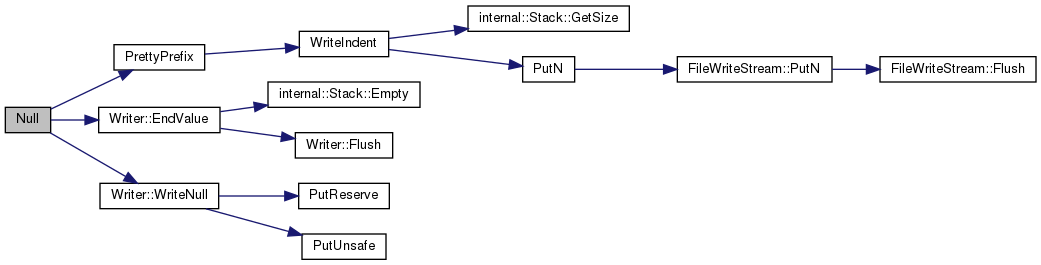 internal::Stack::GetSize
WriteIndent
PrettyPrefix
PutN
FileWriteStream::PutN
FileWriteStream::Flush
internal::Stack::Empty
Null
Writer::EndValue
Writer::Flush
Writer::WriteNull
PutReserve
PutUnsafe